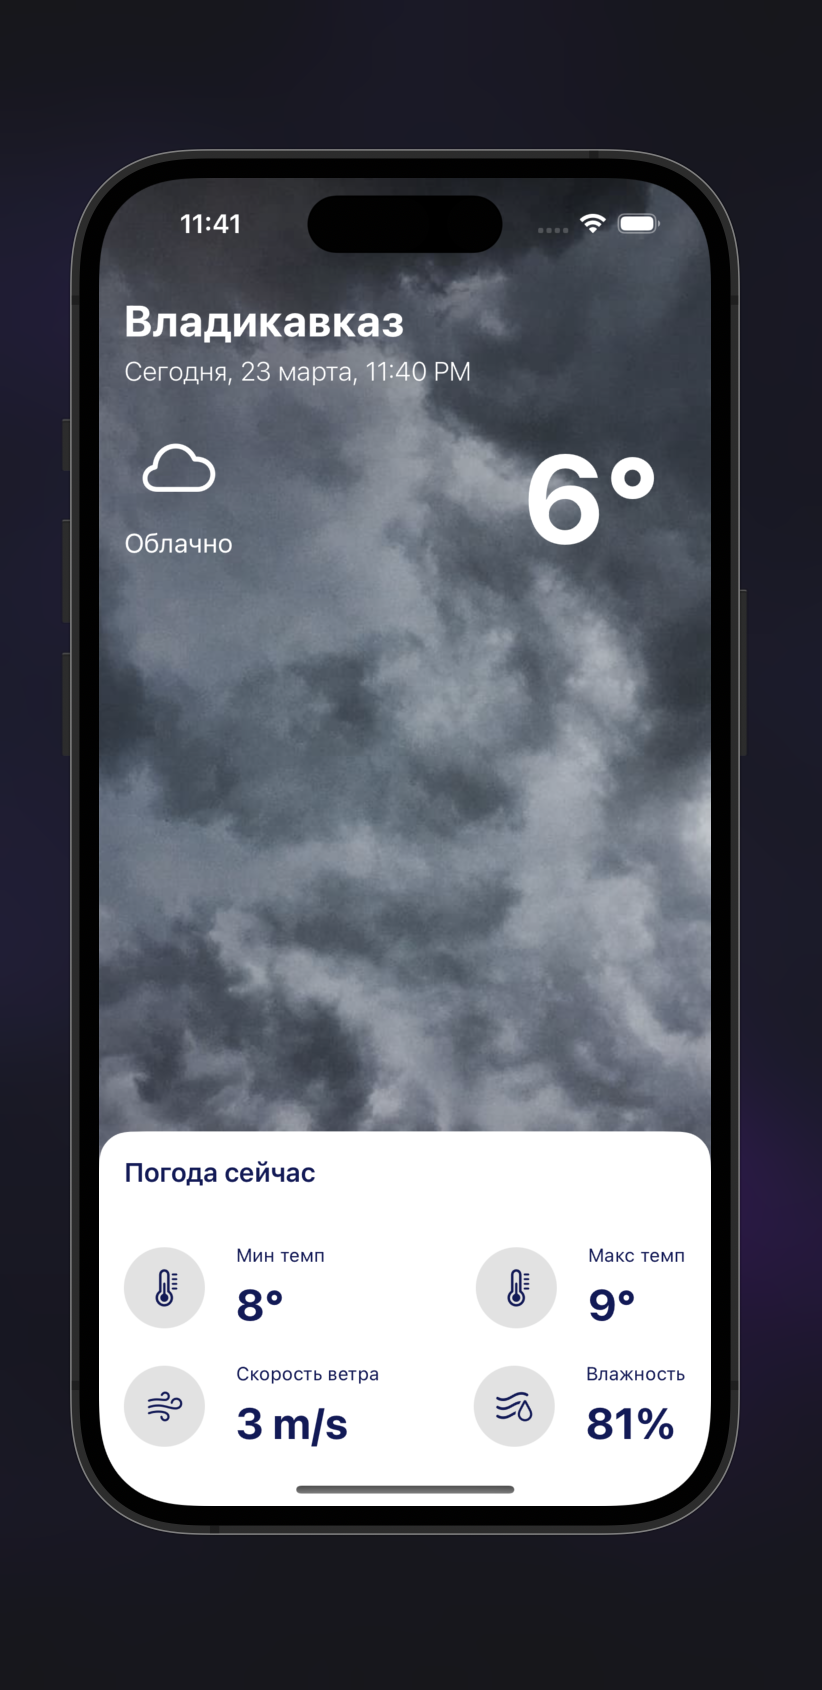 11:41
Владикавказ
Сегодня, 23 марта, 11:40 PM
6°
Облачно
Погода сейчас
Мин темп
8°
Макс темп
9°
Скорость ветра
3 m/s
Влажность
81%